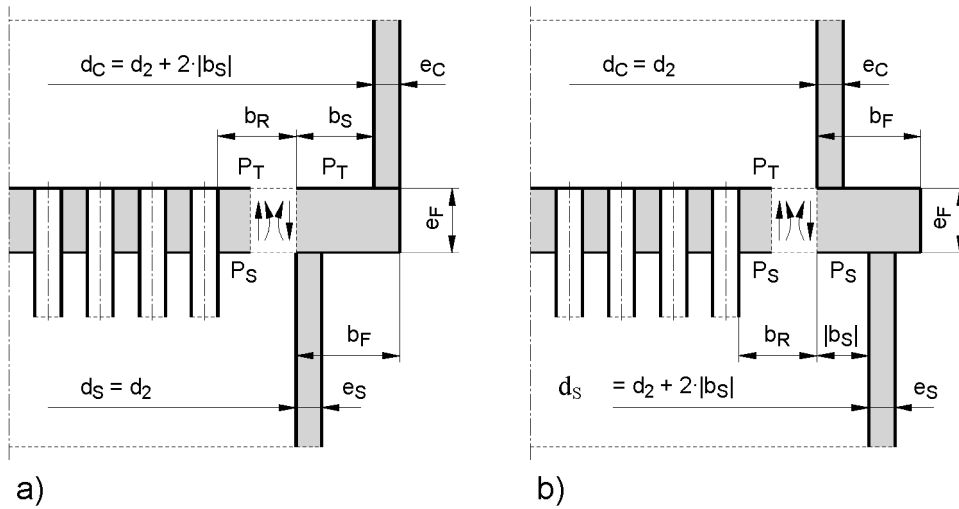 d_C = d_2 + 2·|b_S|
e_C
b_R
b_S
P_T
P_T
e_F
P_S
b_F
d_S = d_2
e_S
a)
d_C = d_2
e_C
b_F
P_T
e_F
P_S
P_S
b_R
|b_S|
d_S = d_2 + 2·|b_S|
e_S
b)